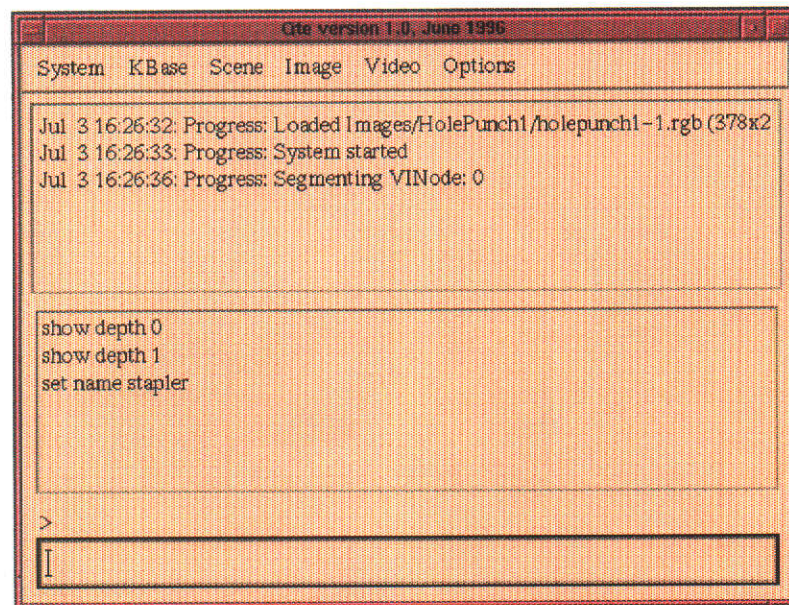 Cite version 1.0, June 1996
System KBase Scene Image Video Options
Jul 3 16:26:32: Progress: Loaded Images/HolePunch1/holepunch1-1.rgb (378x2
Jul 3 16:26:33: Progress: System started
Jul 3 16:26:36: Progress: Segmenting VINode: 0
show depth 0
show depth 1
set name stapler
>